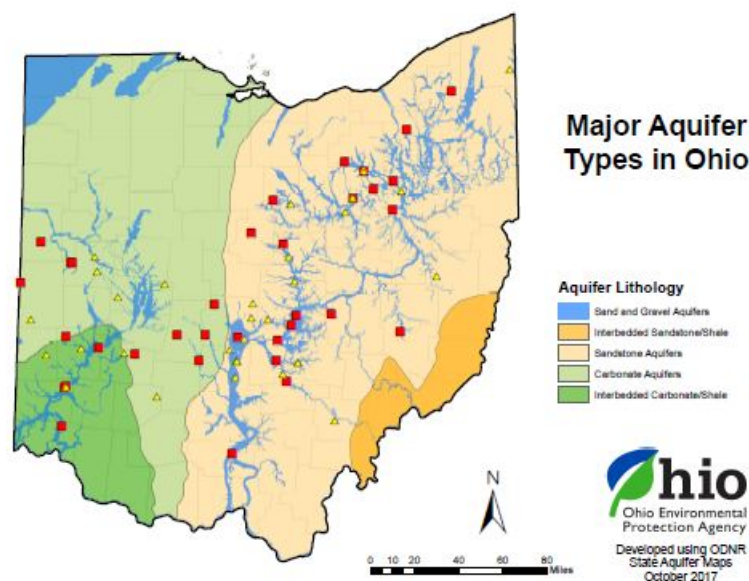 Major Aquifer
Types in Ohio
Aquifer Lithology
Sand and Gravel Aquifers
Interbedded Sandstone/Shale
Sandstone Aquifers
Carbonate Aquifers
Interbedded Carbonate/Shale
N
0 10 20 40 60 80
Miles
Ohio
Ohio Environmental
Protection Agency
Developed using ODNR
State Aquifer Maps
October 2017